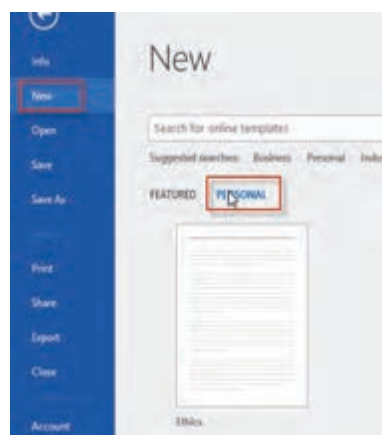 Info
New
Open
Save
Save As
Print
Share
Export
Close
Account
New
Search for online templates
Suggested searches: Business Personal
FEATURED PERSONAL
Ethics